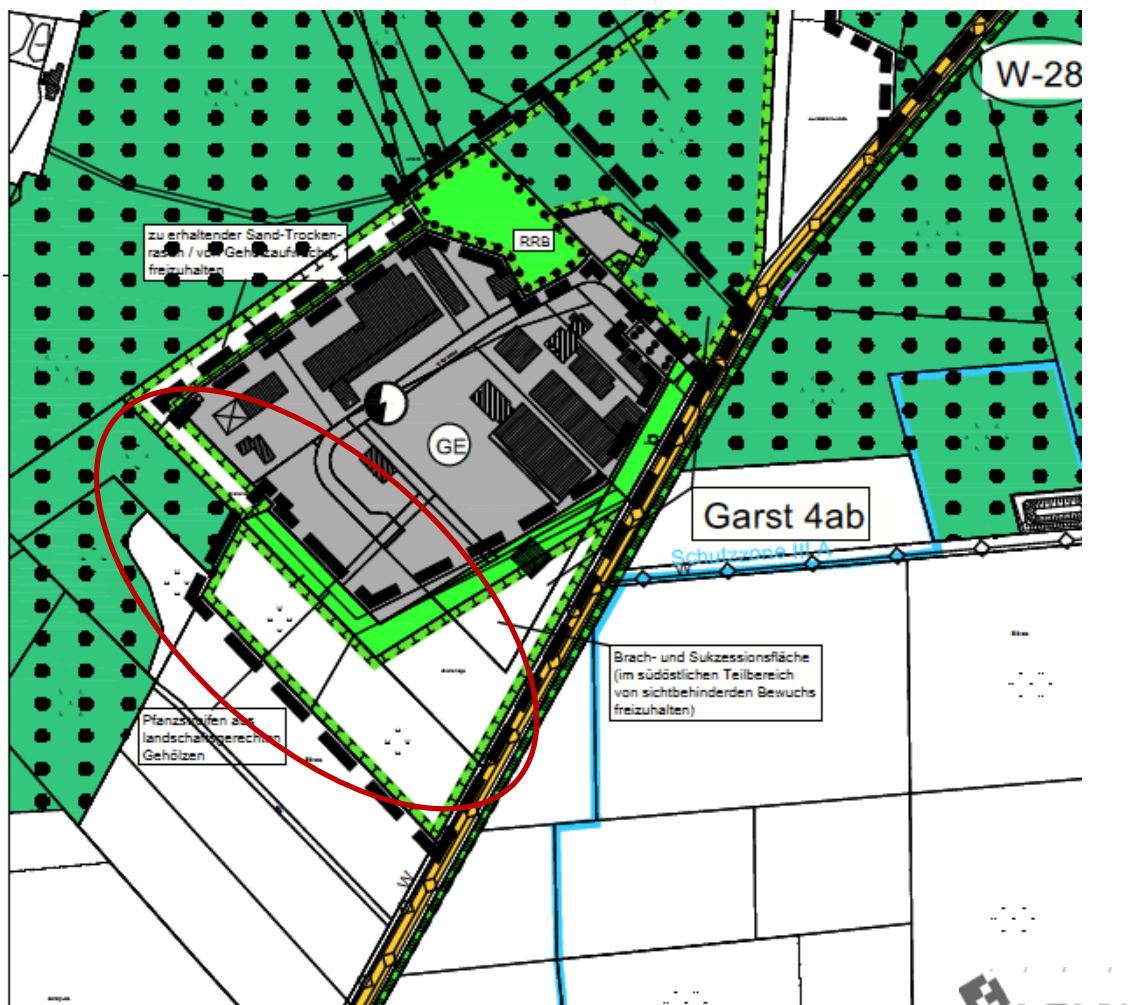 W-28
zu erhaltender Sand-Trocken-
rasen / von Gehölzaufwuchs
freizuhalten
RRB
GE
Garst 4ab
Schutzzone III A
W
Brach- und Sukzessionsfläche
(im südöstlichen Teilbereich
von sichtbehinderden Bewuchs
freizuhalten)
Pfanzstreifen aus
landschaftsgerechten
Gehölzen
W